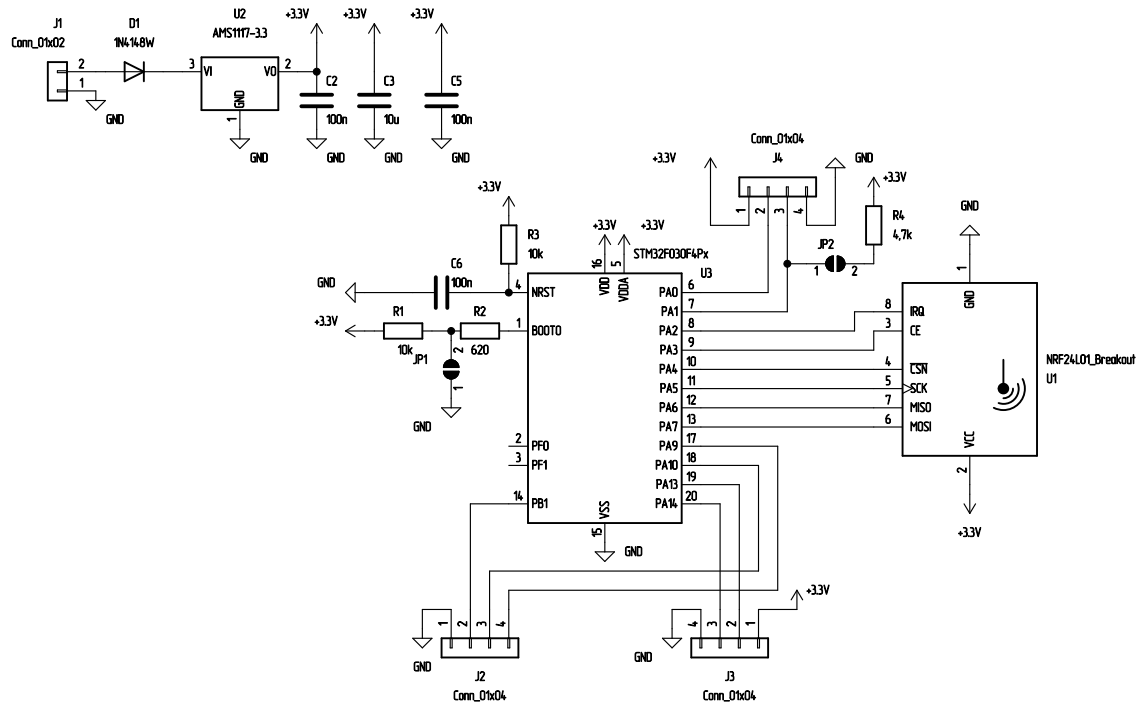 J1
Conn_01x02
2
1
GND
D1
1N4148W
U2
AMS1117-3.3
3
VI
VO
2
GND
1
GND
+3.3V
C2
100n
GND
+3.3V
C3
10u
GND
+3.3V
C5
100n
GND
Conn_01x04
J4
+3.3V
GND
1
2
3
4
+3.3V
R4
4,7k
JP2
1
2
+3.3V
R3
10k
C6
100n
GND
4
NRST
+3.3V
R1
10k
R2
620
1
BOOT0
JP1
2
1
GND
+3.3V
+3.3V
STM32F030F4Px
U3
16
5
VDD
VDDA
PA0
6
PA1
7
PA2
8
PA3
9
PA4
10
PA5
11
PA6
12
PA7
13
PA9
17
PA10
18
PA13
19
PA14
20
2
PF0
3
PF1
14
PB1
VSS
15
GND
GND
1
GND
8
IRQ
3
CE
4
CSN
5
SCK
7
MISO
6
MOSI
VCC
2
+3.3V
NRF24L01_Breakout
U1
1
2
3
4
GND
J2
Conn_01x04
4
3
2
1
+3.3V
GND
J3
Conn_01x04